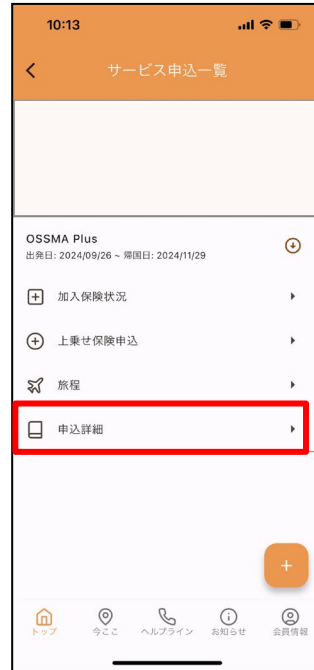 10:13
サービス申込一覧
OSSMA Plus
出発日: 2024/09/26 ~ 帰国日: 2024/11/29
加入保険状況
上乗せ保険申込
旅程
申込詳細
トップ
今ここ
ヘルプライン
お知らせ
会員情報